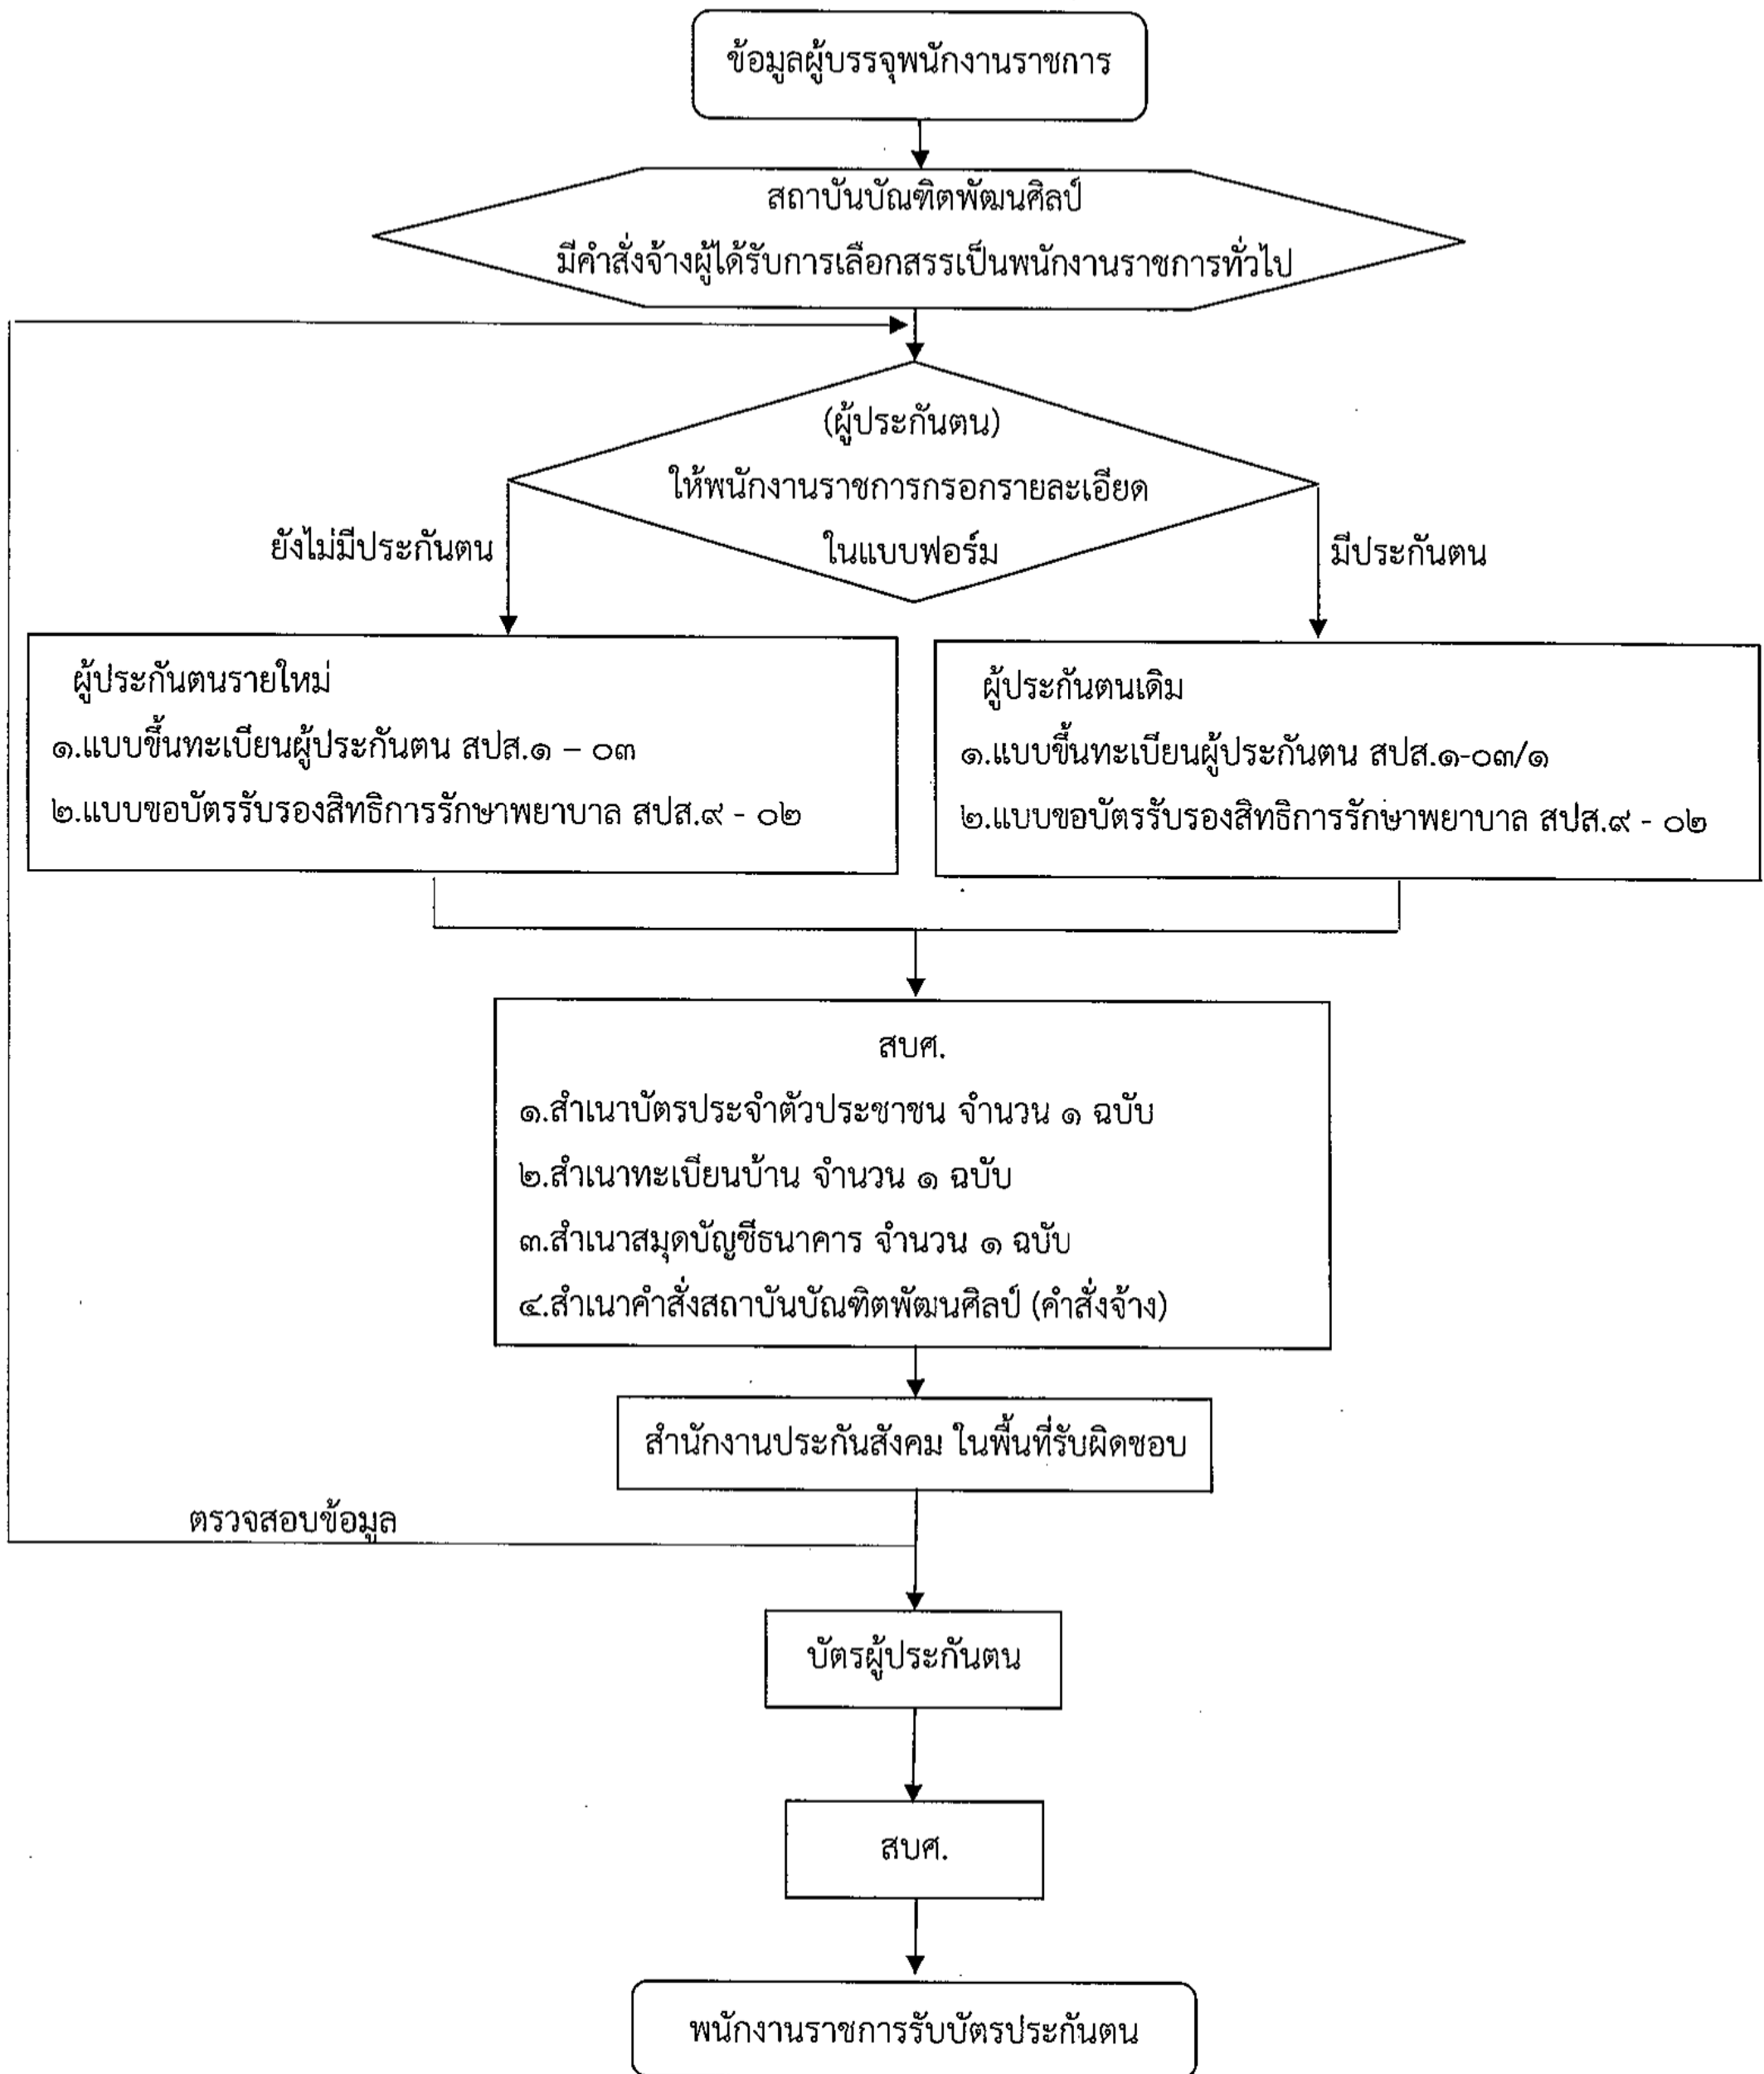 ข้อมูลผู้บรรจุพนักงานราชการ
สถาบันบัณฑิตพัฒนศิลป์
มีคำสั่งจ้างผู้ได้รับการเลือกสรรเป็นพนักงานราชการทั่วไป
(ผู้ประกันตน)
ให้พนักงานราชการกรอกรายละเอียด
ในแบบฟอร์ม
ยังไม่มีประกันตน
มีประกันตน
ผู้ประกันตนรายใหม่
๑.แบบขึ้นทะเบียนผู้ประกันตน สปส.๑ – ๐๓
๒.แบบขอบัตรรับรองสิทธิการรักษาพยาบาล สปส.๙ - ๐๒
ผู้ประกันตนเดิม
๑.แบบขึ้นทะเบียนผู้ประกันตน สปส.๑-๐๓/๑
๒.แบบขอบัตรรับรองสิทธิการรักษาพยาบาล สปส.๙ - ๐๒
สบศ.
๑.สำเนาบัตรประจำตัวประชาชน จำนวน ๑ ฉบับ
๒.สำเนาทะเบียนบ้าน จำนวน ๑ ฉบับ
๓.สำเนาสมุดบัญชีธนาคาร จำนวน ๑ ฉบับ
๔.สำเนาคำสั่งสถาบันบัณฑิตพัฒนศิลป์ (คำสั่งจ้าง)
สำนักงานประกันสังคม ในพื้นที่รับผิดชอบ
ตรวจสอบข้อมูล
บัตรผู้ประกันตน
สบศ.
พนักงานราชการรับบัตรประกันตน